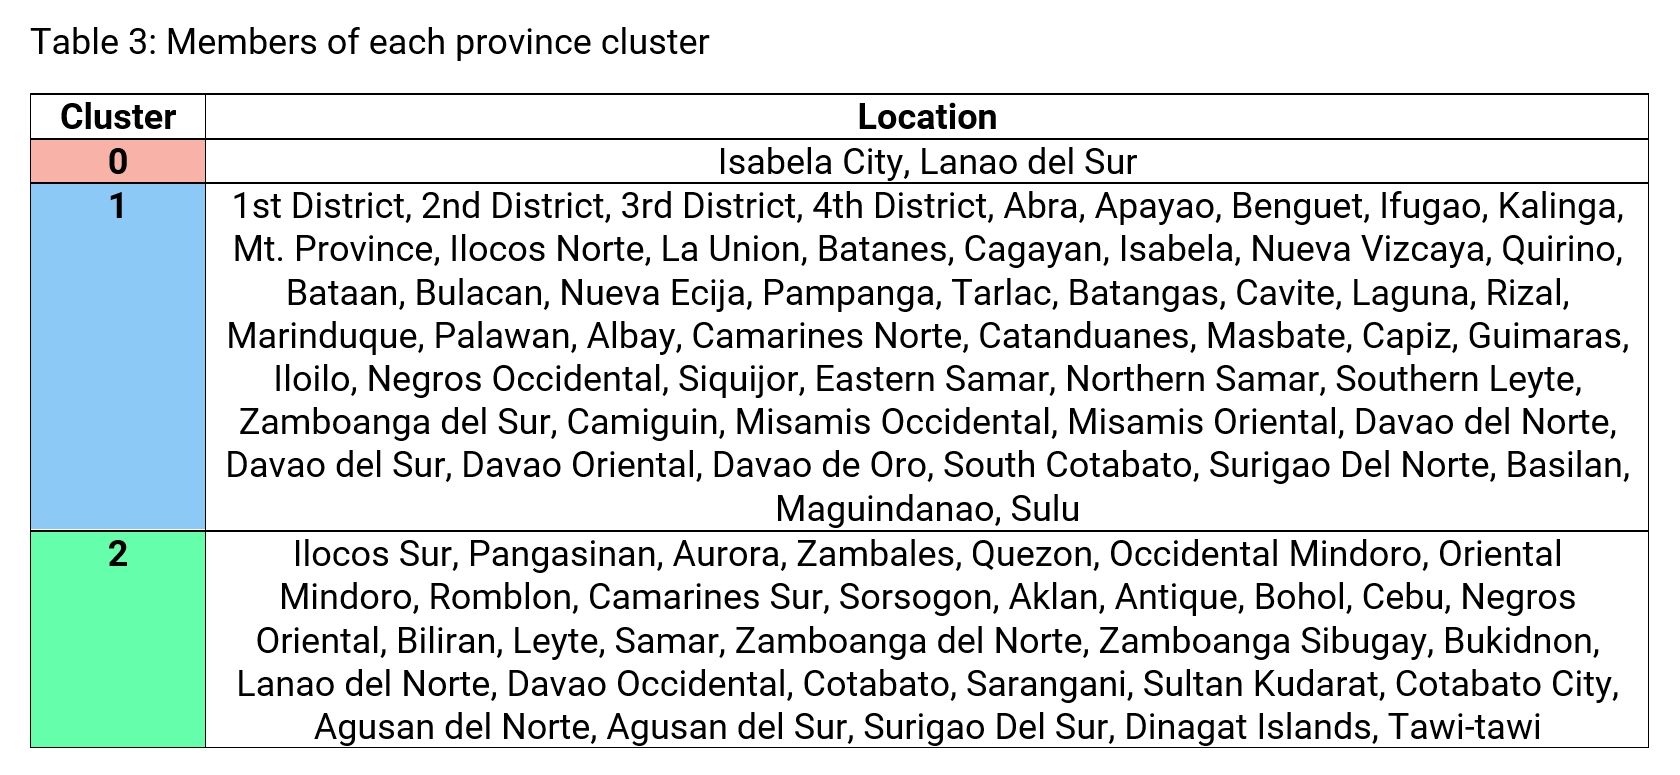 Table 3: Members of each province cluster
Cluster Location
0 Isabela City, Lanao del Sur
1 1st District, 2nd District, 3rd District, 4th District, Abra, Apayao, Benguet, Ifugao, Kalinga,
Mt. Province, Ilocos Norte, La Union, Batanes, Cagayan, Isabela, Nueva Vizcaya, Quirino,
Bataan, Bulacan, Nueva Ecija, Pampanga, Tarlac, Batangas, Cavite, Laguna, Rizal,
Marinduque, Palawan, Albay, Camarines Norte, Catanduanes, Masbate, Capiz, Guimaras,
Iloilo, Negros Occidental, Siquijor, Eastern Samar, Northern Samar, Southern Leyte,
Zamboanga del Sur, Camiguin, Misamis Occidental, Misamis Oriental, Davao del Norte,
Davao del Sur, Davao Oriental, Davao de Oro, South Cotabato, Surigao Del Norte, Basilan,
Maguindanao, Sulu
2 Ilocos Sur, Pangasinan, Aurora, Zambales, Quezon, Occidental Mindoro, Oriental
Mindoro, Romblon, Camarines Sur, Sorsogon, Aklan, Antique, Bohol, Cebu, Negros
Oriental, Biliran, Leyte, Samar, Zamboanga del Norte, Zamboanga Sibugay, Bukidnon,
Lanao del Norte, Davao Occidental, Cotabato, Sarangani, Sultan Kudarat, Cotabato City,
Agusan del Norte, Agusan del Sur, Surigao Del Sur, Dinagat Islands, Tawi-tawi